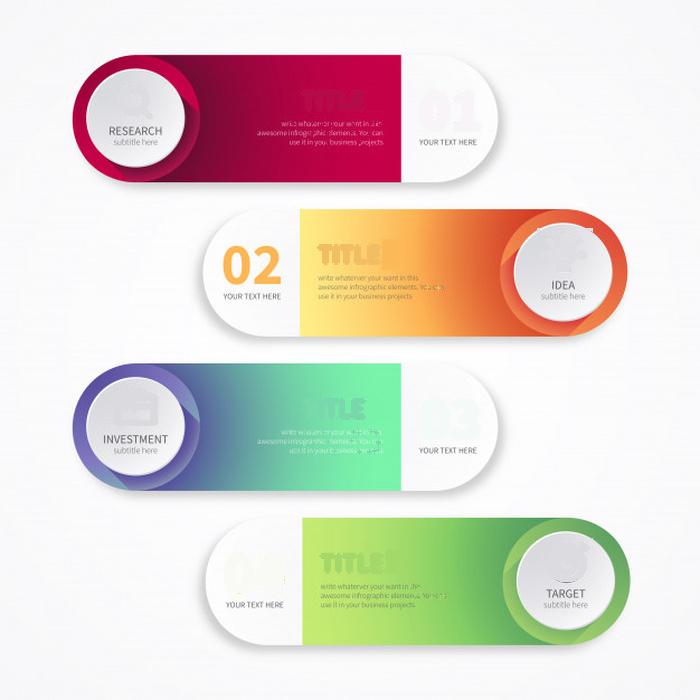 RESEARCH
subtitle here
TITLE
write whaterver your want in this
awesome infographic elements. You can
use it in your business projects
01
YOUR TEXT HERE
02
YOUR TEXT HERE
TITLE
write whaterver your want in this
awesome infographic elements. You can
use it in your business projects
IDEA
subtitle here
INVESTMENT
subtitle here
TITLE
write whaterver your want in this
awesome infographic elements. You can
use it in your business projects
03
YOUR TEXT HERE
YOUR TEXT HERE
TITLE
write whaterver your want in this
awesome infographic elements. You can
use it in your business projects
TARGET
subtitle here